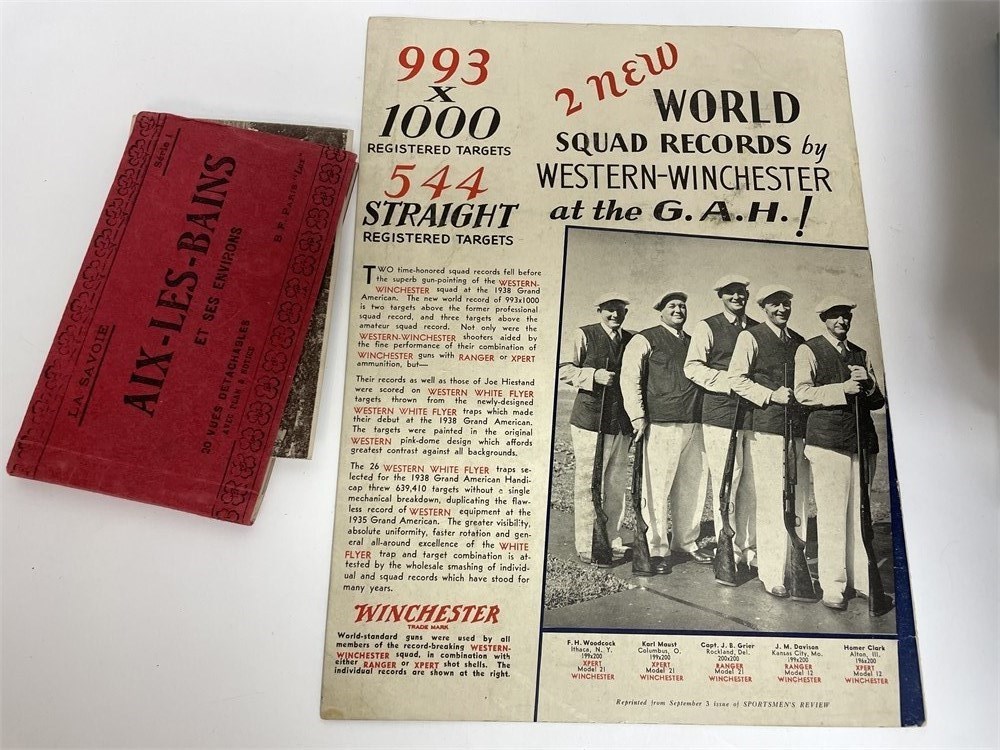 LA SAVOIE
Série 1
AIX-LES-BAINS
ET SES ENVIRONS
20 VUES DÉTACHABLES
AVEC PLAN & NOTICE
B. F. Paris
993
X
1000
REGISTERED TARGETS
544
STRAIGHT
REGISTERED TARGETS
2 NEW
WORLD
SQUAD RECORDS by
WESTERN-WINCHESTER
at the G.A.H.!
TWO time-honored squad records fell before
the superb gun-pointing of the WESTERN-
WINCHESTER squad at the 1938 Grand
American. The new world record of 993x1000
is two targets above the former professional
squad record, and three targets above the
amateur squad record. Not only were the
WESTERN-WINCHESTER shooters aided by
the fine performance of their combination of
WINCHESTER guns with RANGER or XPERT
ammunition, but—
Their records as well as those of Joe Hiestand
were scored on WESTERN WHITE FLYER
targets thrown from the newly-designed
WESTERN WHITE FLYER traps which made
their debut at the 1938 Grand American.
The targets were painted in the original
WESTERN pink-dome design which affords
greatest contrast against all backgrounds.
The 26 WESTERN WHITE FLYER traps se-
lected for the 1938 Grand American Handi-
cap threw 639,410 targets without a single
mechanical breakdown, duplicating the flaw-
less record of WESTERN equipment at the
1935 Grand American. The greater visibility,
absolute uniformity, faster rotation and gen-
eral all-around excellence of the WHITE
FLYER trap and target combination is at-
tested by the wholesale smashing of individ-
ual and squad records which have stood for
many years.
WINCHESTER
TRADE MARK
World-standard guns were used by all
members of the record-breaking WESTERN-
WINCHESTER squad, in combination with
either RANGER or XPERT shot shells. The
individual records are shown at the right.
F. H. Woodcock
Ithaca, N. Y.
199x200
XPERT
Model 21
WINCHESTER
Karl Maust
Columbus, O.
199x200
XPERT
Model 21
WINCHESTER
Capt. J. B. Grier
Rockland, Del.
200x200
RANGER
Model 21
WINCHESTER
J. M. Davison
Kansas City, Mo.
199x200
RANGER
Model 12
WINCHESTER
Homer Clark
Alton, Ill.
196x200
XPERT
Model 12
WINCHESTER
Reprinted from September 3 issue of SPORTSMEN'S REVIEW